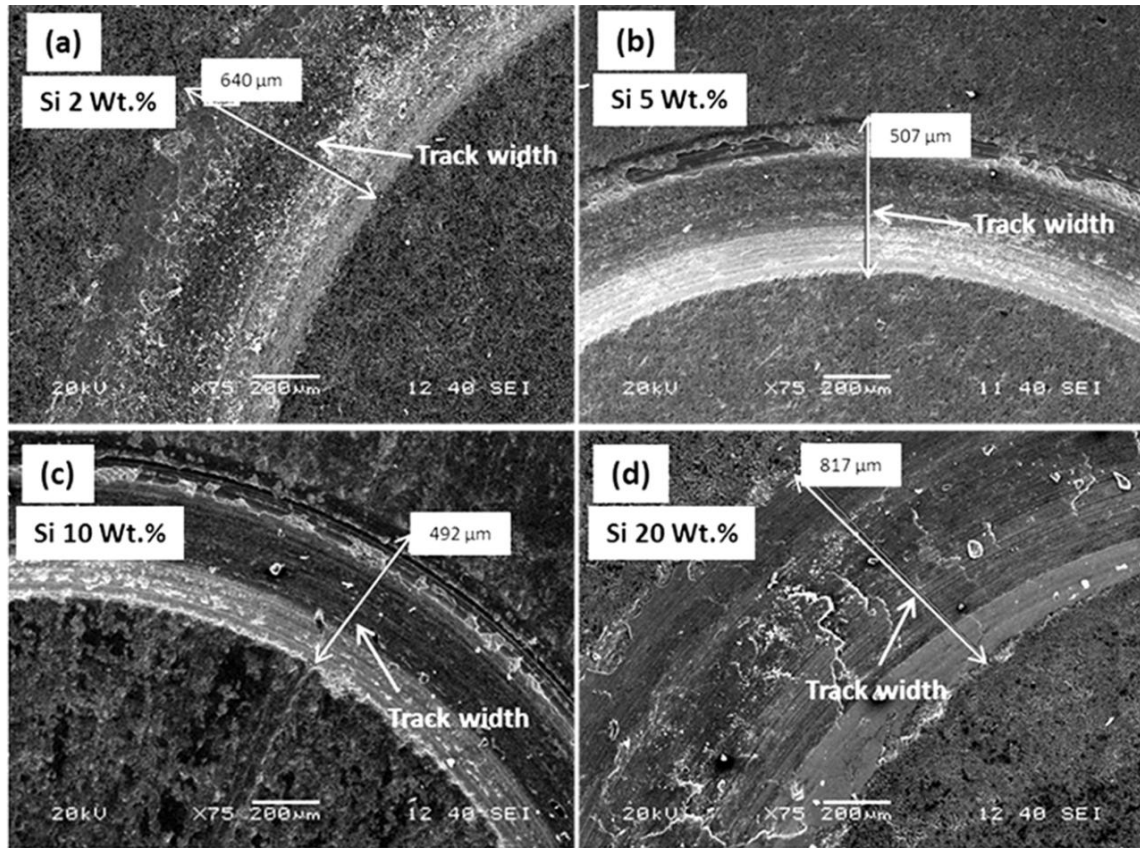 (a)
Si 2 Wt.%
640 µm
Track width
20kV X75 200µm 12 40 SEI
(b)
Si 5 Wt.%
507 µm
Track width
20kV X75 200µm 11 40 SEI
(c)
Si 10 Wt.%
492 µm
Track width
20kV X75 200µm 12 40 SEI
(d)
Si 20 Wt.%
817 µm
Track width
20kV X75 200µm 12 40 SEI